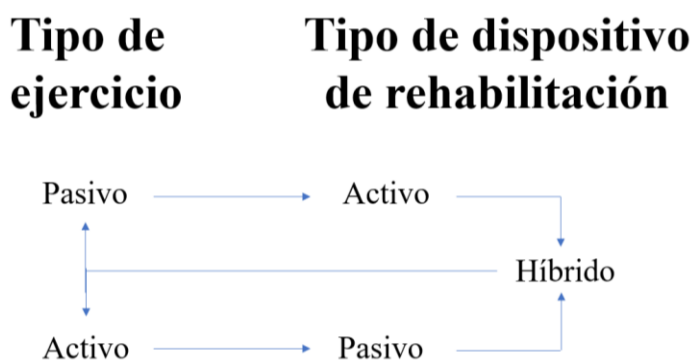 Tipo de
ejercicio
Tipo de dispositivo
de rehabilitación
Pasivo
Activo
Híbrido
Activo
Pasivo